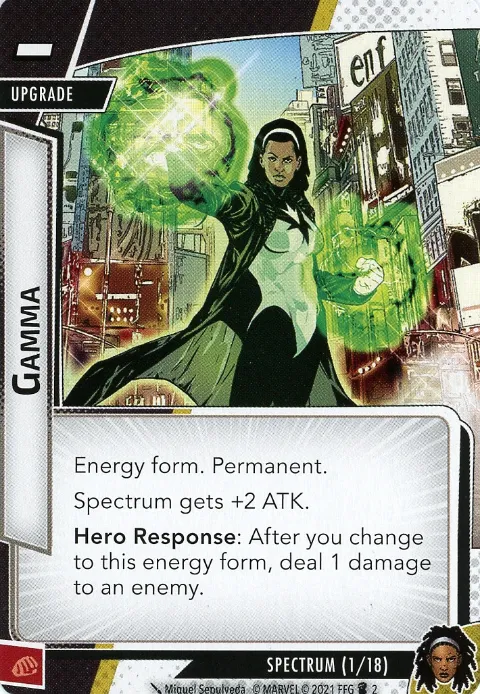 UPGRADE
enf
GAMMA
Energy form. Permanent.
Spectrum gets +2 ATK.
Hero Response: After you change
to this energy form, deal 1 damage
to an enemy.
SPECTRUM (1/18)
Miguel Sepulveda © MARVEL © 2021 FFG 2